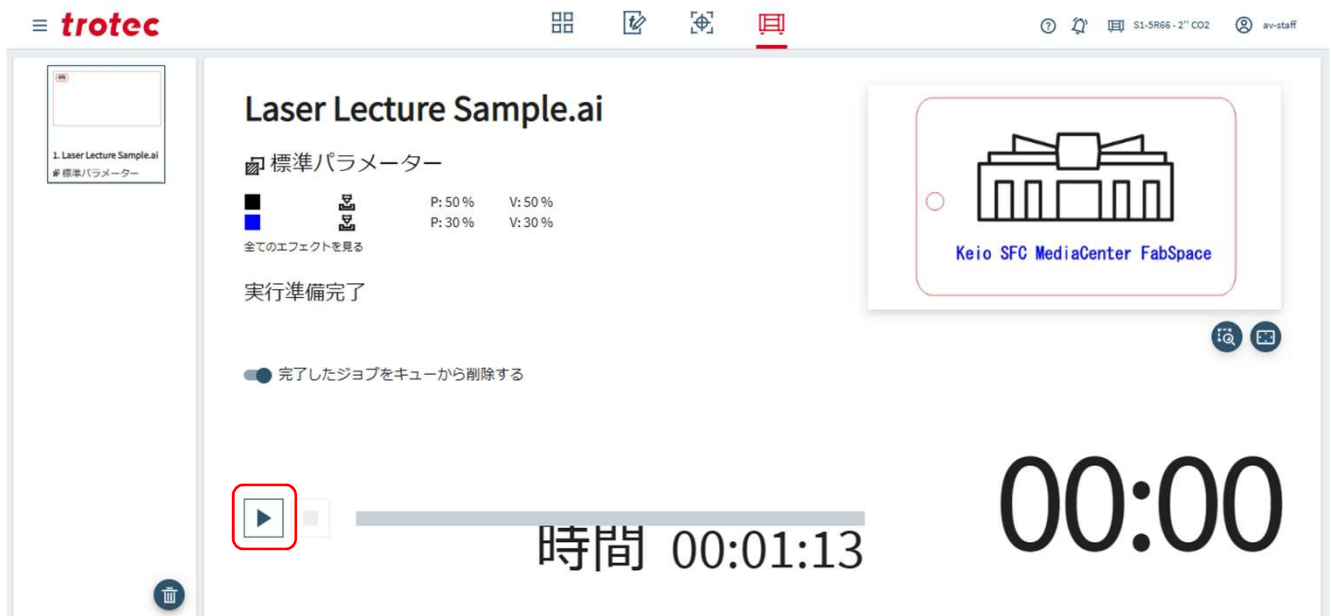 trotec
S1-5R66 - 2'' CO2
av-staff
1. Laser Lecture Sample.ai
標準パラメーター
Laser Lecture Sample.ai
標準パラメーター
P: 50 % V: 50 %
P: 30 % V: 30 %
全てのエフェクトを見る
実行準備完了
完了したジョブをキューから削除する
Keio SFC MediaCenter FabSpace
00:00
時間 00:01:13